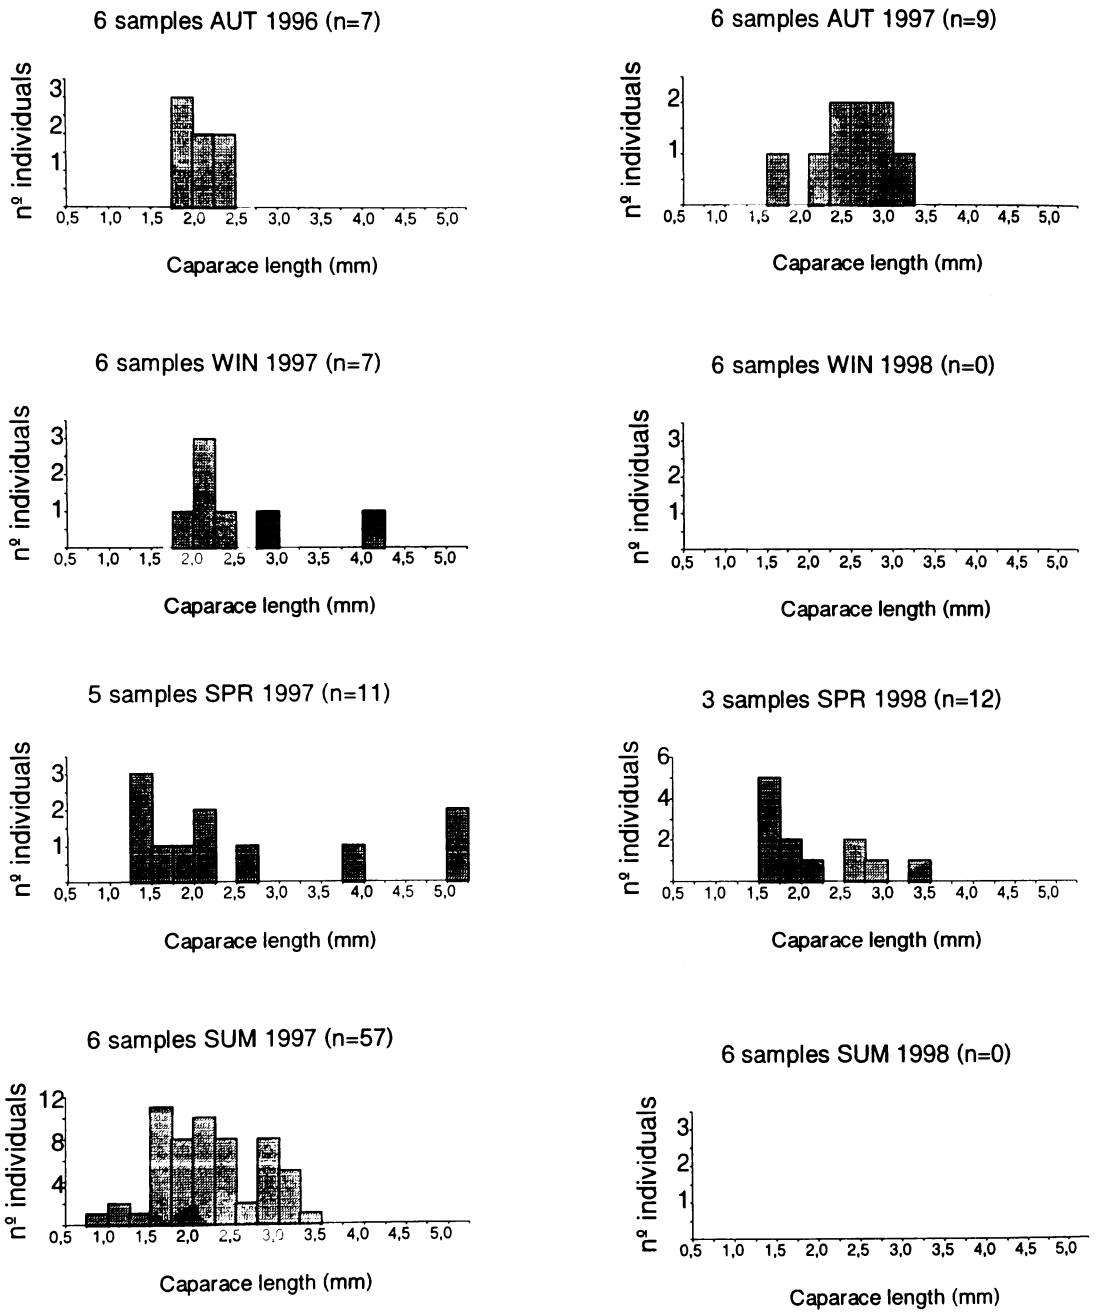 6 samples AUT 1996 (n=7)
nº individuals
3
2
1
0,5 1,0 1,5 2,0 2,5 3,0 3,5 4,0 4,5 5,0
Caparace length (mm)
6 samples AUT 1997 (n=9)
nº individuals
2
1
0,5 1,0 1,5 2,0 2,5 3,0 3,5 4,0 4,5 5,0
Caparace length (mm)
6 samples WIN 1997 (n=7)
nº individuals
3
2
1
0,5 1,0 1,5 2,0 2,5 3,0 3,5 4,0 4,5 5,0
Caparace length (mm)
6 samples WIN 1998 (n=0)
nº individuals
3
2
1
0,5 1,0 1,5 2,0 2,5 3,0 3,5 4,0 4,5 5,0
Caparace length (mm)
5 samples SPR 1997 (n=11)
nº individuals
3
2
1
0,5 1,0 1,5 2,0 2,5 3,0 3,5 4,0 4,5 5,0
Caparace length (mm)
3 samples SPR 1998 (n=12)
nº individuals
6
4
2
0,5 1,0 1,5 2,0 2,5 3,0 3,5 4,0 4,5 5,0
Caparace length (mm)
6 samples SUM 1997 (n=57)
nº individuals
12
8
4
0,5 1,0 1,5 2,0 2,5 3,0 3,5 4,0 4,5 5,0
Caparace length (mm)
6 samples SUM 1998 (n=0)
nº individuals
3
2
1
0,5 1,0 1,5 2,0 2,5 3,0 3,5 4,0 4,5 5,0
Caparace length (mm)